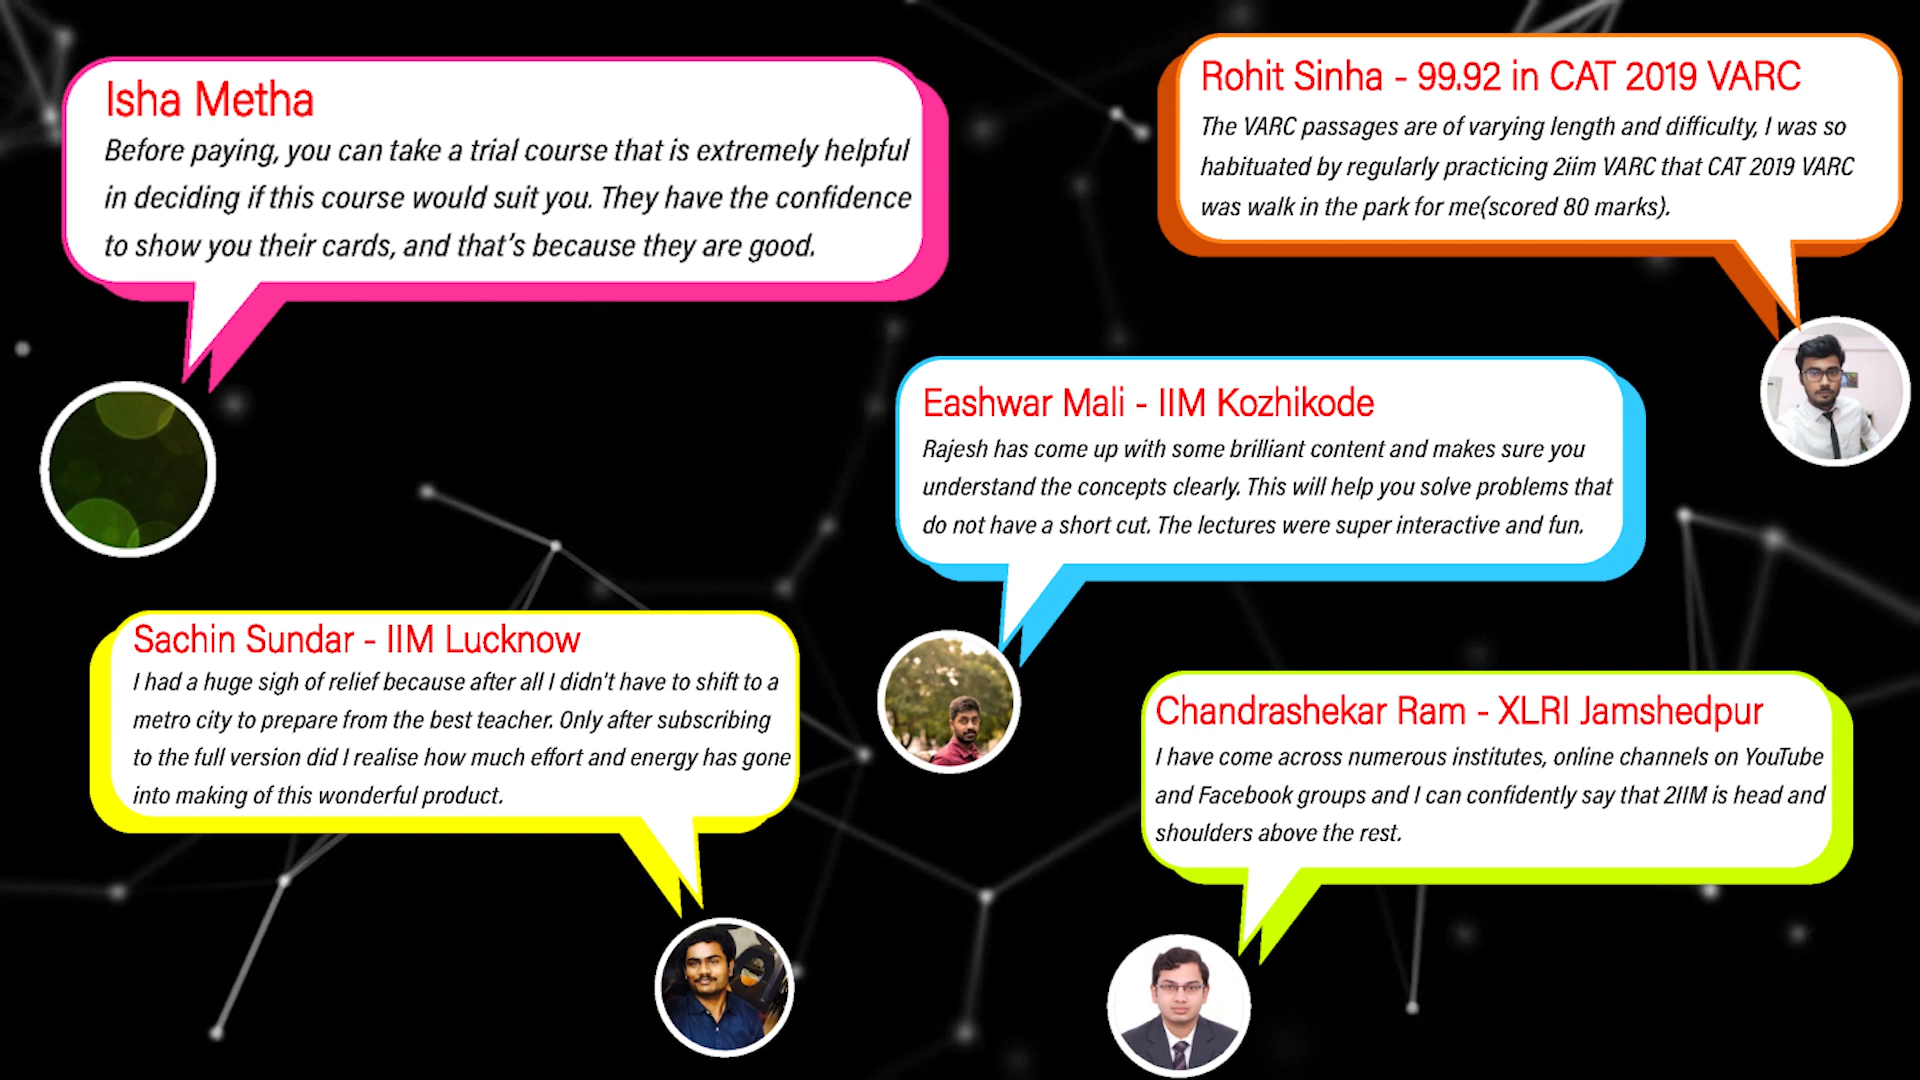 Isha Metha
Before paying, you can take a trial course that is extremely helpful
in deciding if this course would suit you. They have the confidence
to show you their cards, and that's because they are good.
Rohit Sinha - 99.92 in CAT 2019 VARC
The VARC passages are of varying length and difficulty, I was so
habituated by regularly practicing 2iim VARC that CAT 2019 VARC
was walk in the park for me(scored 80 marks).
Eashwar Mali - IIM Kozhikode
Rajesh has come up with some brilliant content and makes sure you
understand the concepts clearly. This will help you solve problems that
do not have a short cut. The lectures were super interactive and fun.
Sachin Sundar - IIM Lucknow
I had a huge sigh of relief because after all I didn't have to shift to a
metro city to prepare from the best teacher. Only after subscribing
to the full version did I realise how much effort and energy has gone
into making of this wonderful product.
Chandrashekar Ram - XLRI Jamshedpur
I have come across numerous institutes, online channels on YouTube
and Facebook groups and I can confidently say that 2IIM is head and
shoulders above the rest.